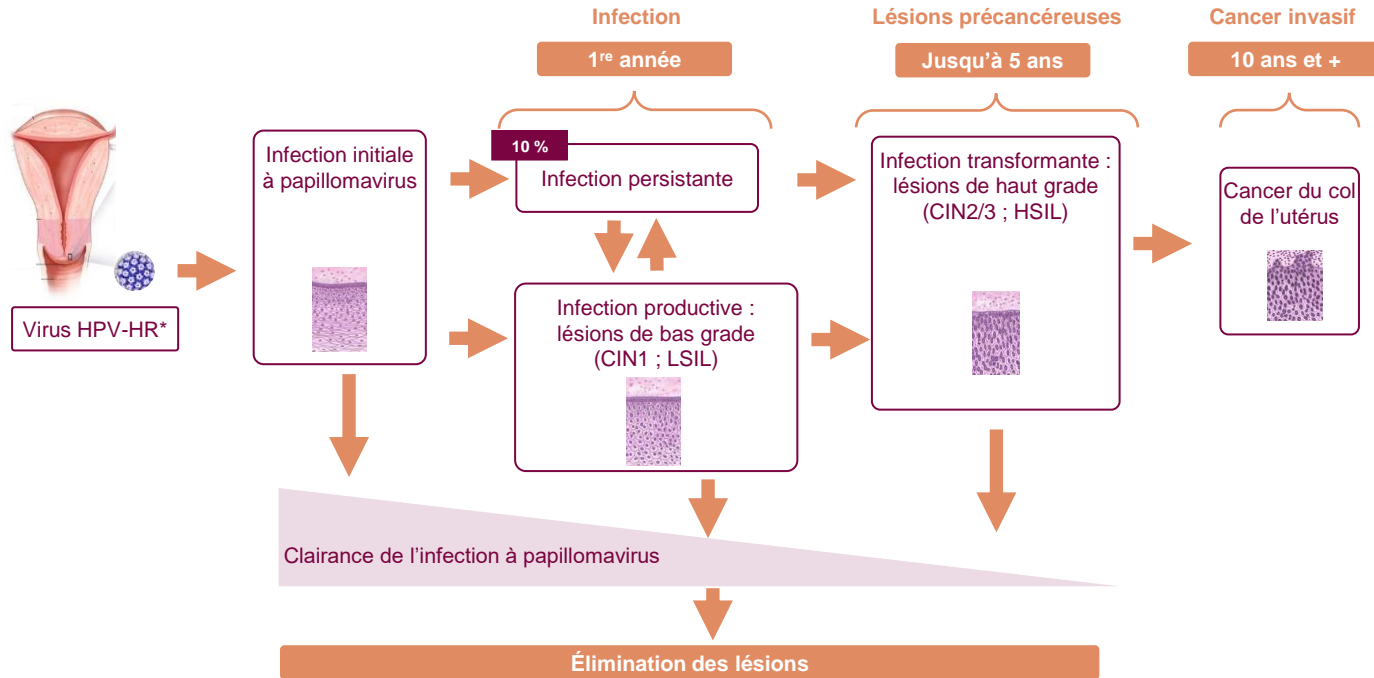 Infection
Lésions précancéreuses
Cancer invasif
1re année
Jusqu'à 5 ans
10 ans et +
Virus HPV-HR*
Infection initiale
à papillomavirus
10 %
Infection persistante
Infection productive :
lésions de bas grade
(CIN1 ; LSIL)
Infection transformante :
lésions de haut grade
(CIN2/3 ; HSIL)
Cancer du col
de l'utérus
Clairance de l'infection à papillomavirus
Élimination des lésions